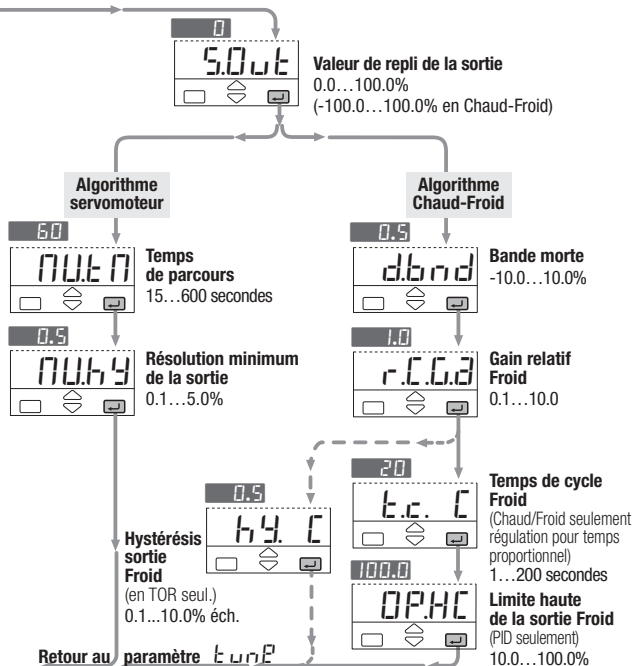 0
S.Out
Valeur de repli de la sortie
0.0…100.0%
(-100.0…100.0% en Chaud-Froid)
Algorithme
servomoteur
60
MV.tM
Temps
de parcours
15…600 secondes
0.5
MV.hY
Résolution minimum
de la sortie
0.1…5.0%
Algorithme
Chaud-Froid
0.5
d.bnd
Bande morte
-10.0…10.0%
1.0
r.C.Ga
Gain relatif
Froid
0.1…10.0
0.5
hY. C
Hystérésis
sortie
Froid
(en TOR seul.)
0.1...10.0% éch.
20
t.c. C
Temps de cycle
Froid
(Chaud/Froid seulement
régulation pour temps
proportionnel)
1…200 secondes
100.0
OP.HC
Limite haute
de la sortie Froid
(PID seulement)
10.0…100.0%
Retour au paramètre tunE